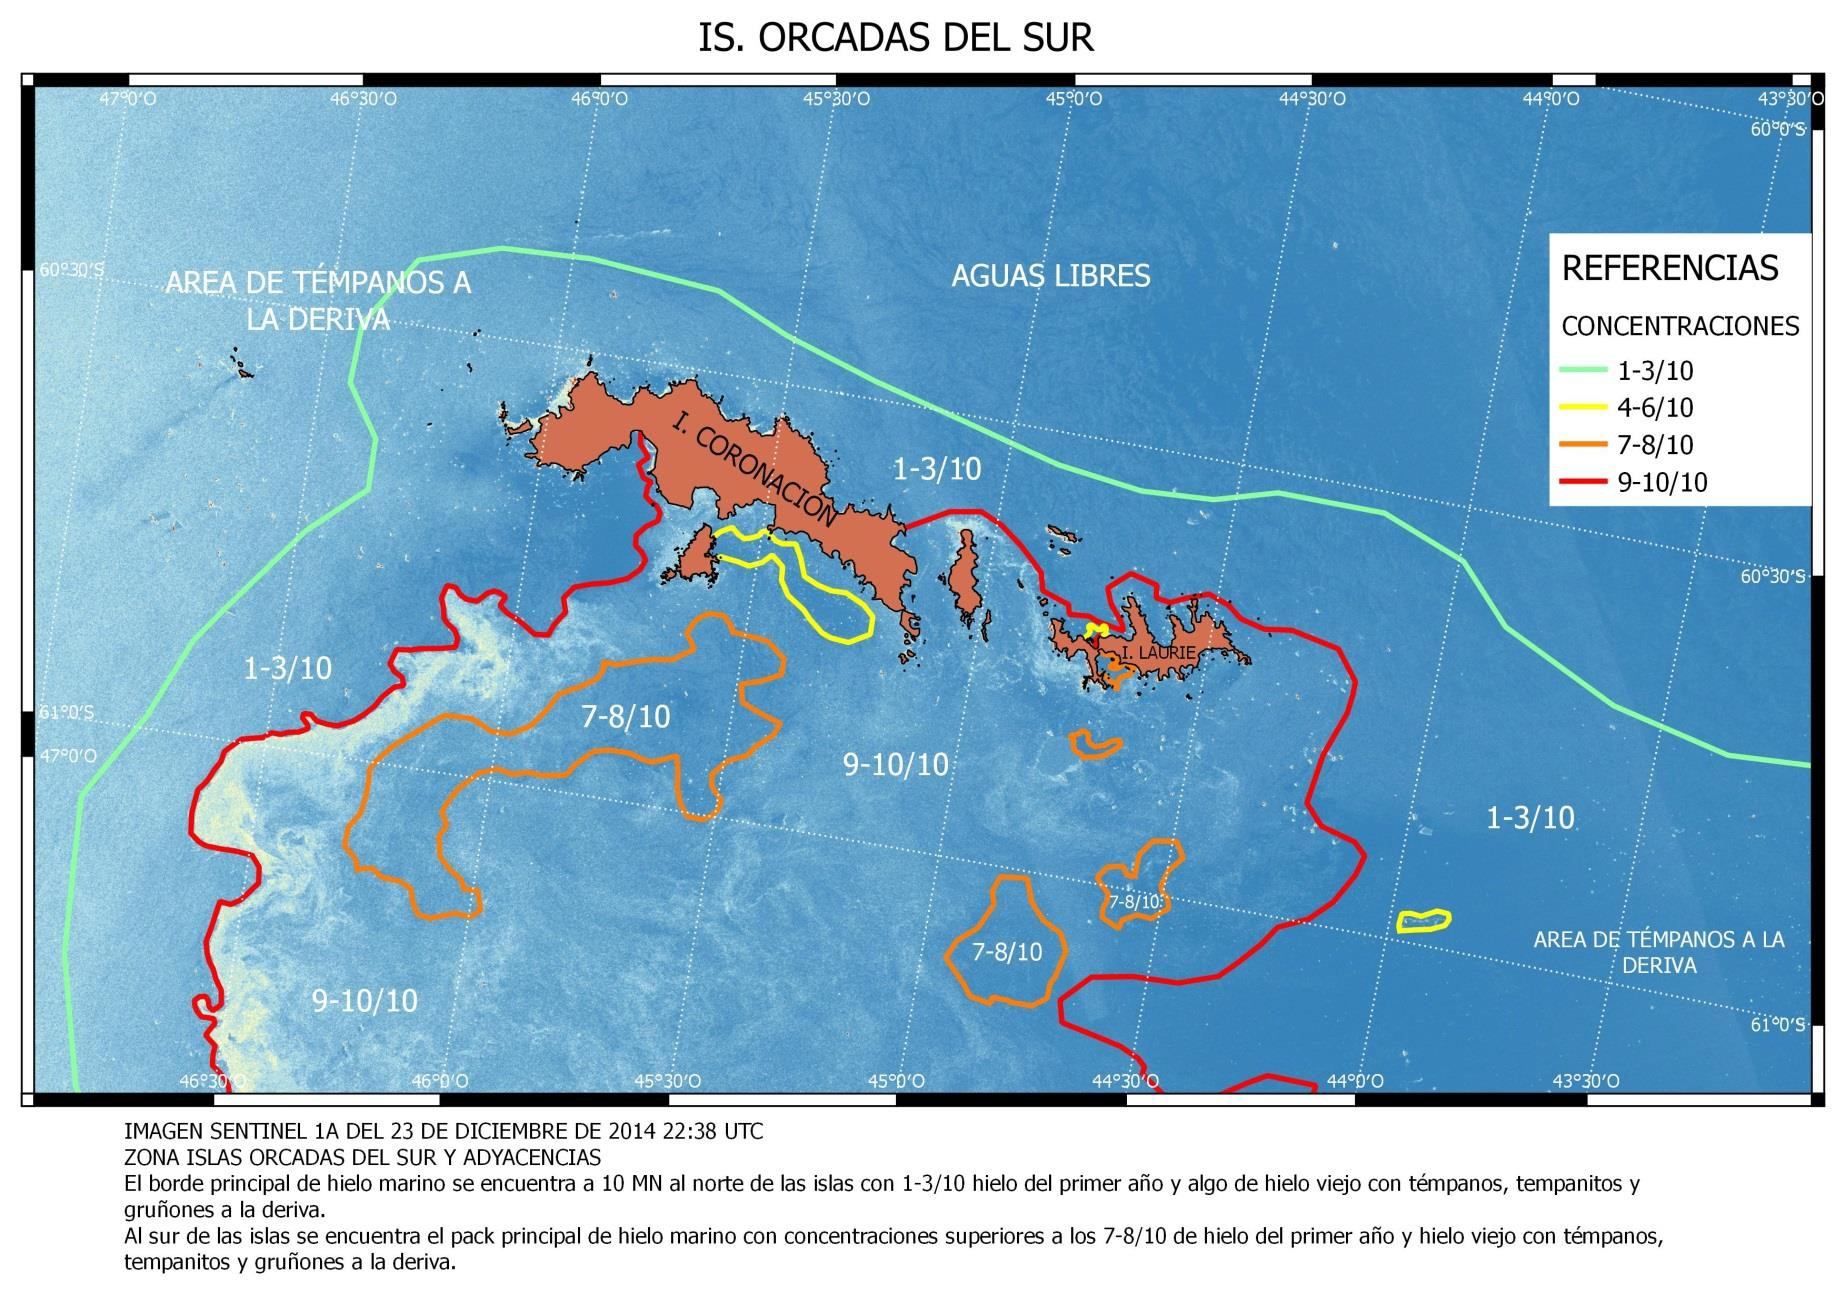 IS. ORCADAS DEL SUR
47°0'O 46°30'O 46°0'O 45°30'O 45°0'O 44°30'O 44°0'O 43°30'O
60°0'S
60°30'S
AREA DE TÉMPANOS A
LA DERIVA
AGUAS LIBRES
REFERENCIAS
CONCENTRACIONES
1-3/10
4-6/10
7-8/10
9-10/10
I. CORONACIÓN
1-3/10
60°30'S
I. LAURIE
1-3/10
61°0'S
7-8/10
47°0'O
9-10/10
1-3/10
7-8/10
7-8/10
AREA DE TÉMPANOS A LA
DERIVA
9-10/10
61°0'S
46°30'O 46°0'O 45°30'O 45°0'O 44°30'O 44°0'O 43°30'O
IMAGEN SENTINEL 1A DEL 23 DE DICIEMBRE DE 2014 22:38 UTC
ZONA ISLAS ORCADAS DEL SUR Y ADYACENCIAS
El borde principal de hielo marino se encuentra a 10 MN al norte de las islas con 1-3/10 hielo del primer año y algo de hielo viejo con témpanos, tempanitos y
gruñones a la deriva.
Al sur de las islas se encuentra el pack principal de hielo marino con concentraciones superiores a los 7-8/10 de hielo del primer año y hielo viejo con témpanos,
tempanitos y gruñones a la deriva.